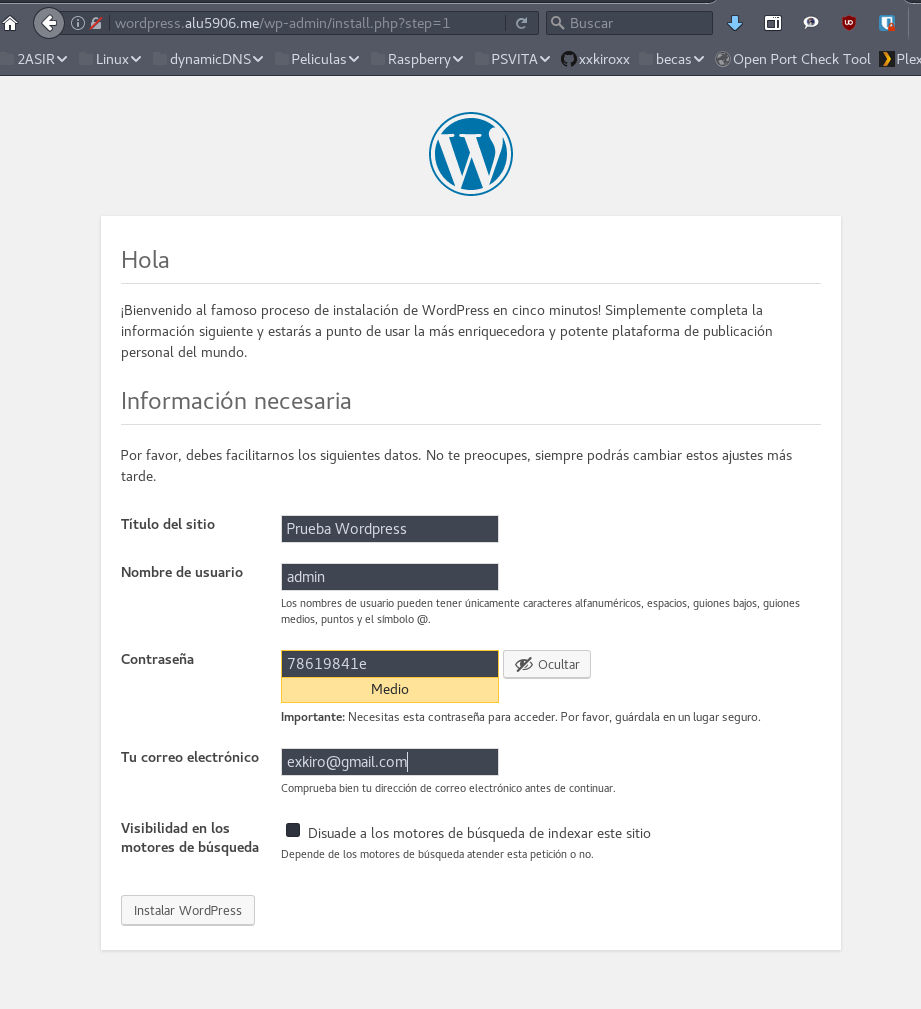 wordpress.alu5906.me/wp-admin/install.php?step=1
Buscar
2ASIR Linux dynamicDNS Peliculas Raspberry PSVITA xxkiroxx becas Open Port Check Tool Plex
Hola
¡Bienvenido al famoso proceso de instalación de WordPress en cinco minutos! Simplemente completa la
información siguiente y estarás a punto de usar la más enriquecedora y potente plataforma de publicación
personal del mundo.
Información necesaria
Por favor, debes facilitarnos los siguientes datos. No te preocupes, siempre podrás cambiar estos ajustes más
tarde.
Título del sitio
Prueba Wordpress
Nombre de usuario
admin
Los nombres de usuario pueden tener únicamente caracteres alfanuméricos, espacios, guiones bajos, guiones
medios, puntos y el símbolo @.
Contraseña
78619841e
Ocultar
Medio
Importante: Necesitas esta contraseña para acceder. Por favor, guárdala en un lugar seguro.
Tu correo electrónico
exkiro@gmail.com
Comprueba bien tu dirección de correo electrónico antes de continuar.
Visibilidad en los
motores de búsqueda
Disuade a los motores de búsqueda de indexar este sitio
Depende de los motores de búsqueda atender esta petición o no.
Instalar WordPress